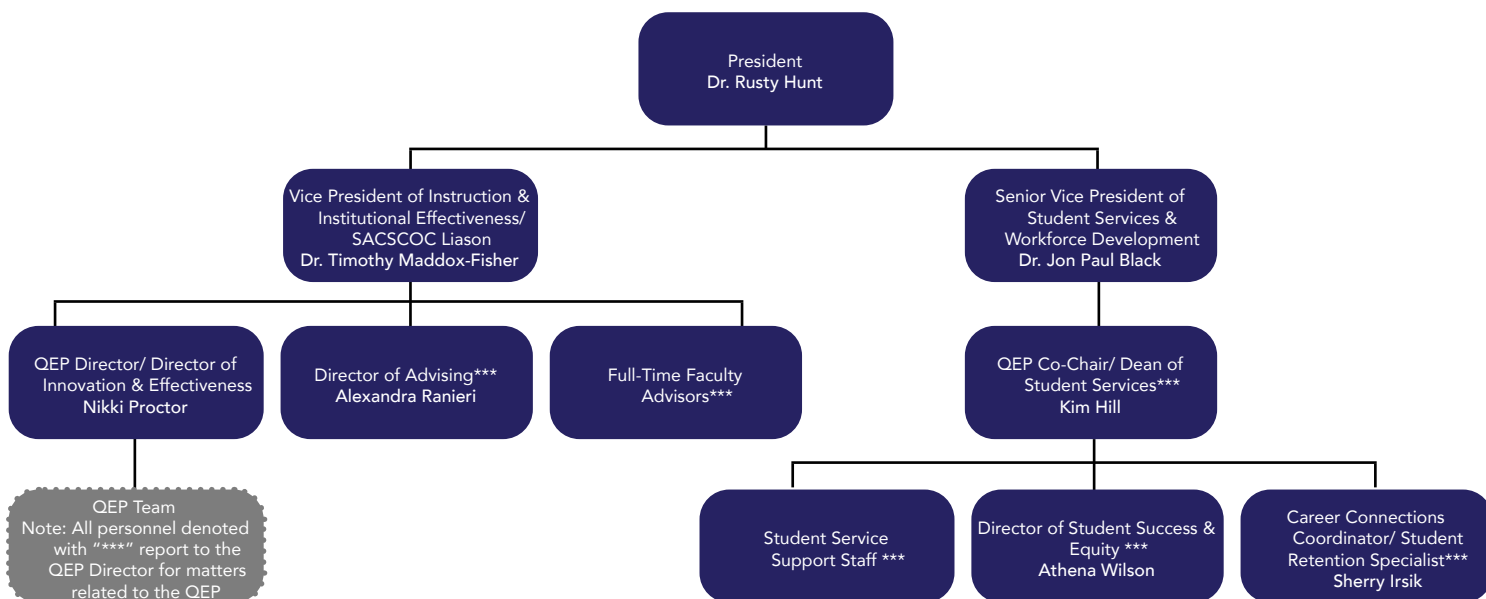 President
Dr. Rusty Hunt
Vice President of Instruction &
Institutional Effectiveness/
SACSCOC Liason
Dr. Timothy Maddox-Fisher
Senior Vice President of
Student Services &
Workforce Development
Dr. Jon Paul Black
QEP Director/ Director of
Innovation & Effectiveness
Nikki Proctor
Director of Advising***
Alexandra Ranieri
Full-Time Faculty
Advisors***
QEP Co-Chair/ Dean of
Student Services***
Kim Hill
QEP Team
Note: All personnel denoted
with "***" report to the
QEP Director for matters
related to the QEP
Student Service
Support Staff ***
Director of Student Success &
Equity ***
Athena Wilson
Career Connections
Coordinator/ Student
Retention Specialist***
Sherry Irsik